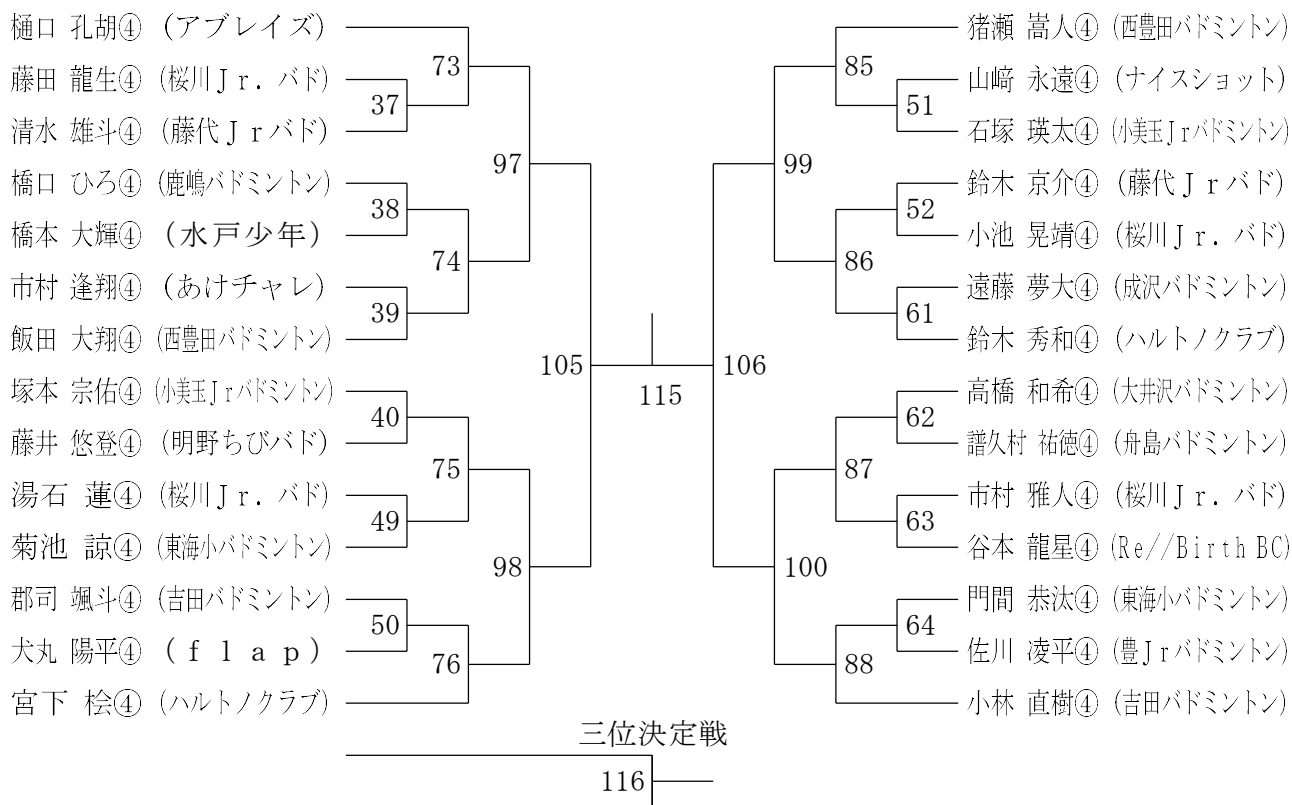 樋口 孔胡④ (アブレイズ)
藤田 龍生④ (桜川Jr. バド)
清水 雄斗④ (藤代Jrバド)
橋口 ひろ④ (鹿嶋バドミントン)
橋本 大輝④ (水戸少年)
市村 逢翔④ (あけチャレ)
飯田 大翔④ (西豊田バドミントン)
塚本 宗佑④ (小美玉Jrバドミントン)
藤井 悠登④ (明野ちびバド)
湯石 蓮④ (桜川Jr. バド)
菊池 諒④ (東海小バドミントン)
郡司 颯斗④ (吉田バドミントン)
犬丸 陽平④ (flap)
宮下 桧④ (ハルトノクラブ)
73
37
97
38
74
39
105
40
75
49
98
50
76
115
106
85
51
99
52
86
61
62
87
63
100
64
88
猪瀬 嵩人④ (西豊田バドミントン)
山﨑 永遠④ (ナイスショット)
石塚 瑛太④ (小美玉Jrバドミントン)
鈴木 京介④ (藤代Jrバド)
小池 晃靖④ (桜川Jr. バド)
遠藤 夢大④ (成沢バドミントン)
鈴木 秀和④ (ハルトノクラブ)
高橋 和希④ (大井沢バドミントン)
譜久村 祐徳④ (舟島バドミントン)
市村 雅人④ (桜川Jr. バド)
谷本 龍星④ (Re//Birth BC)
門間 恭汰④ (東海小バドミントン)
佐川 凌平④ (豊Jrバドミントン)
小林 直樹④ (吉田バドミントン)
三位決定戦
116